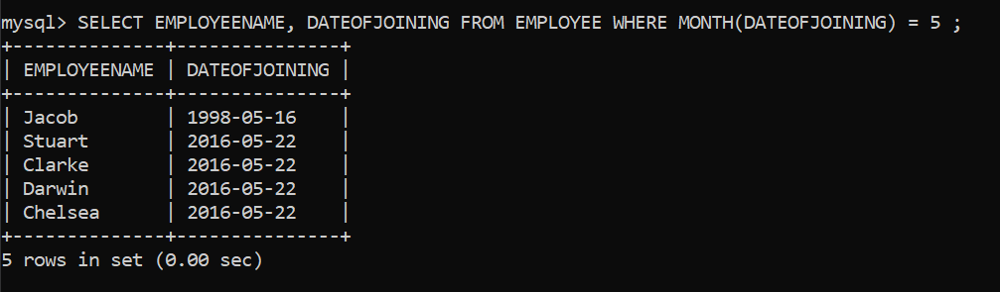 mysql> SELECT EMPLOYEENAME, DATEOFJOINING FROM EMPLOYEE WHERE MONTH(DATEOFJOINING) = 5 ;
+--------------+---------------+
| EMPLOYEENAME | DATEOFJOINING |
+--------------+---------------+
| Jacob        | 1998-05-16    |
| Stuart       | 2016-05-22    |
| Clarke       | 2016-05-22    |
| Darwin       | 2016-05-22    |
| Chelsea      | 2016-05-22    |
+--------------+---------------+
5 rows in set (0.00 sec)